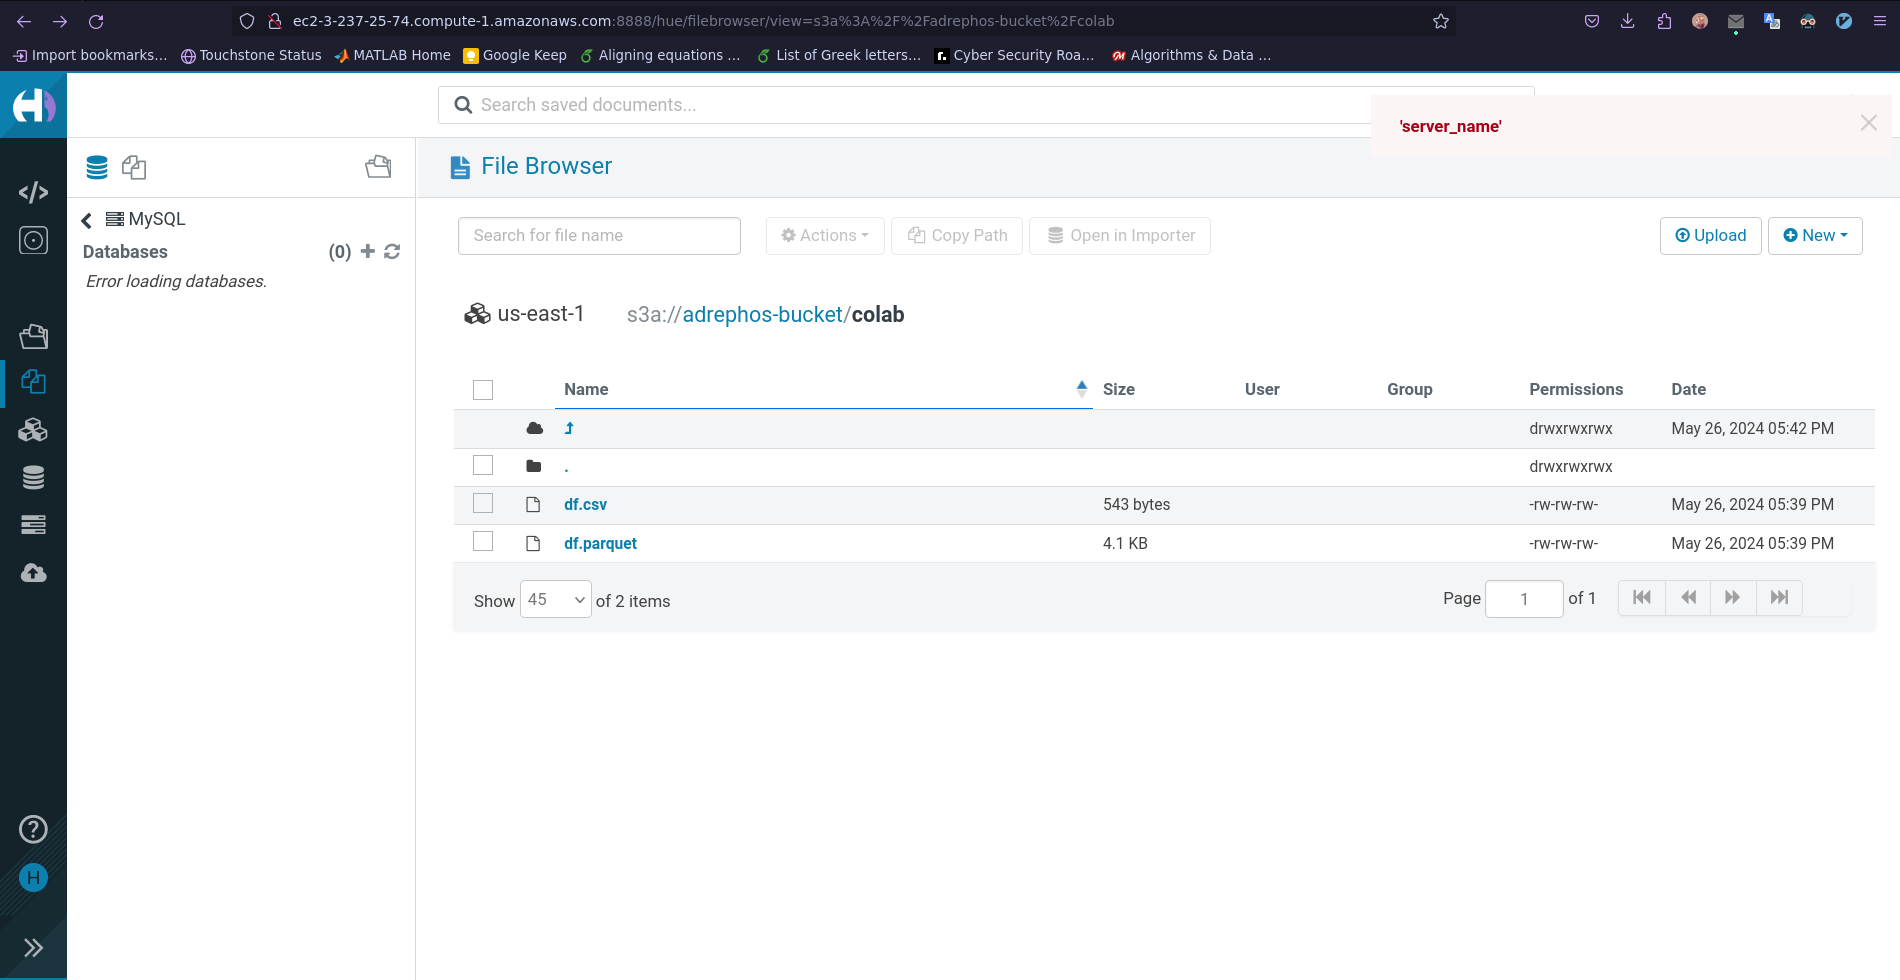 ec2-3-237-25-74.compute-1.amazonaws.com:8888/hue/filebrowser/view=s3a%3A%2F%2Fadrephos-bucket%2Fcolab
Import bookmarks... Touchstone Status MATLAB Home Google Keep Aligning equations ... List of Greek letters... Cyber Security Roa... Algorithms & Data ...
Search saved documents...
'server_name'
File Browser
MySQL
Databases (0)
Error loading databases.
Search for file name Actions Copy Path Open in Importer Upload New
us-east-1 s3a://adrephos-bucket/colab
Name Size User Group Permissions Date
drwxrwxrwx May 26, 2024 05:42 PM
. drwxrwxrwx
df.csv 543 bytes -rw-rw-rw- May 26, 2024 05:39 PM
df.parquet 4.1 KB -rw-rw-rw- May 26, 2024 05:39 PM
Show 45 of 2 items Page 1 of 1
H